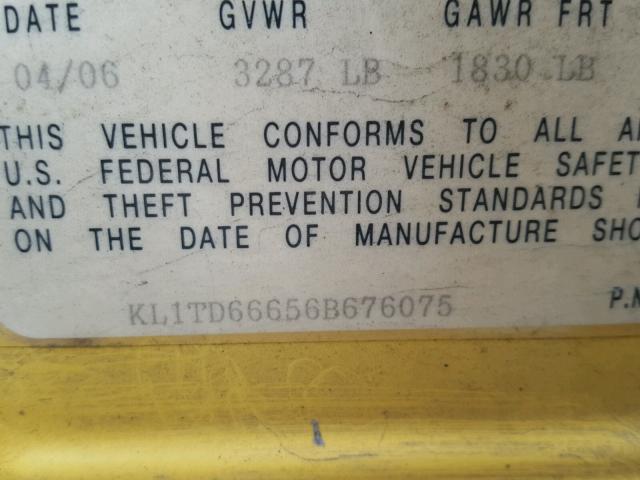 DATE GVWR GAWR FRT
04/06 3287 LB 1830 LB
THIS VEHICLE CONFORMS TO ALL A
U.S. FEDERAL MOTOR VEHICLE SAFET
AND THEFT PREVENTION STANDARDS
ON THE DATE OF MANUFACTURE SHO
KL1TD66656B676075 P.N